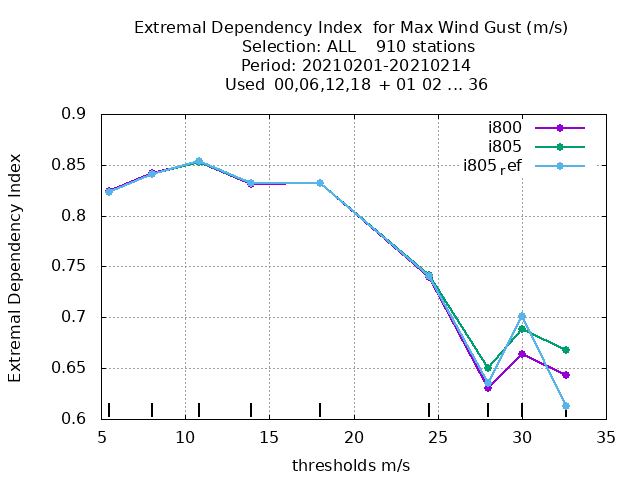 Extremal Dependency Index for Max Wind Gust (m/s)
Selection: ALL 910 stations
Period: 20210201-20210214
Used 00,06,12,18 + 01 02 ... 36
Extremal Dependency Index
0.9
0.85
0.8
0.75
0.7
0.65
0.6
i800
i805
i805ref
5 10 15 20 25 30 35
thresholds m/s